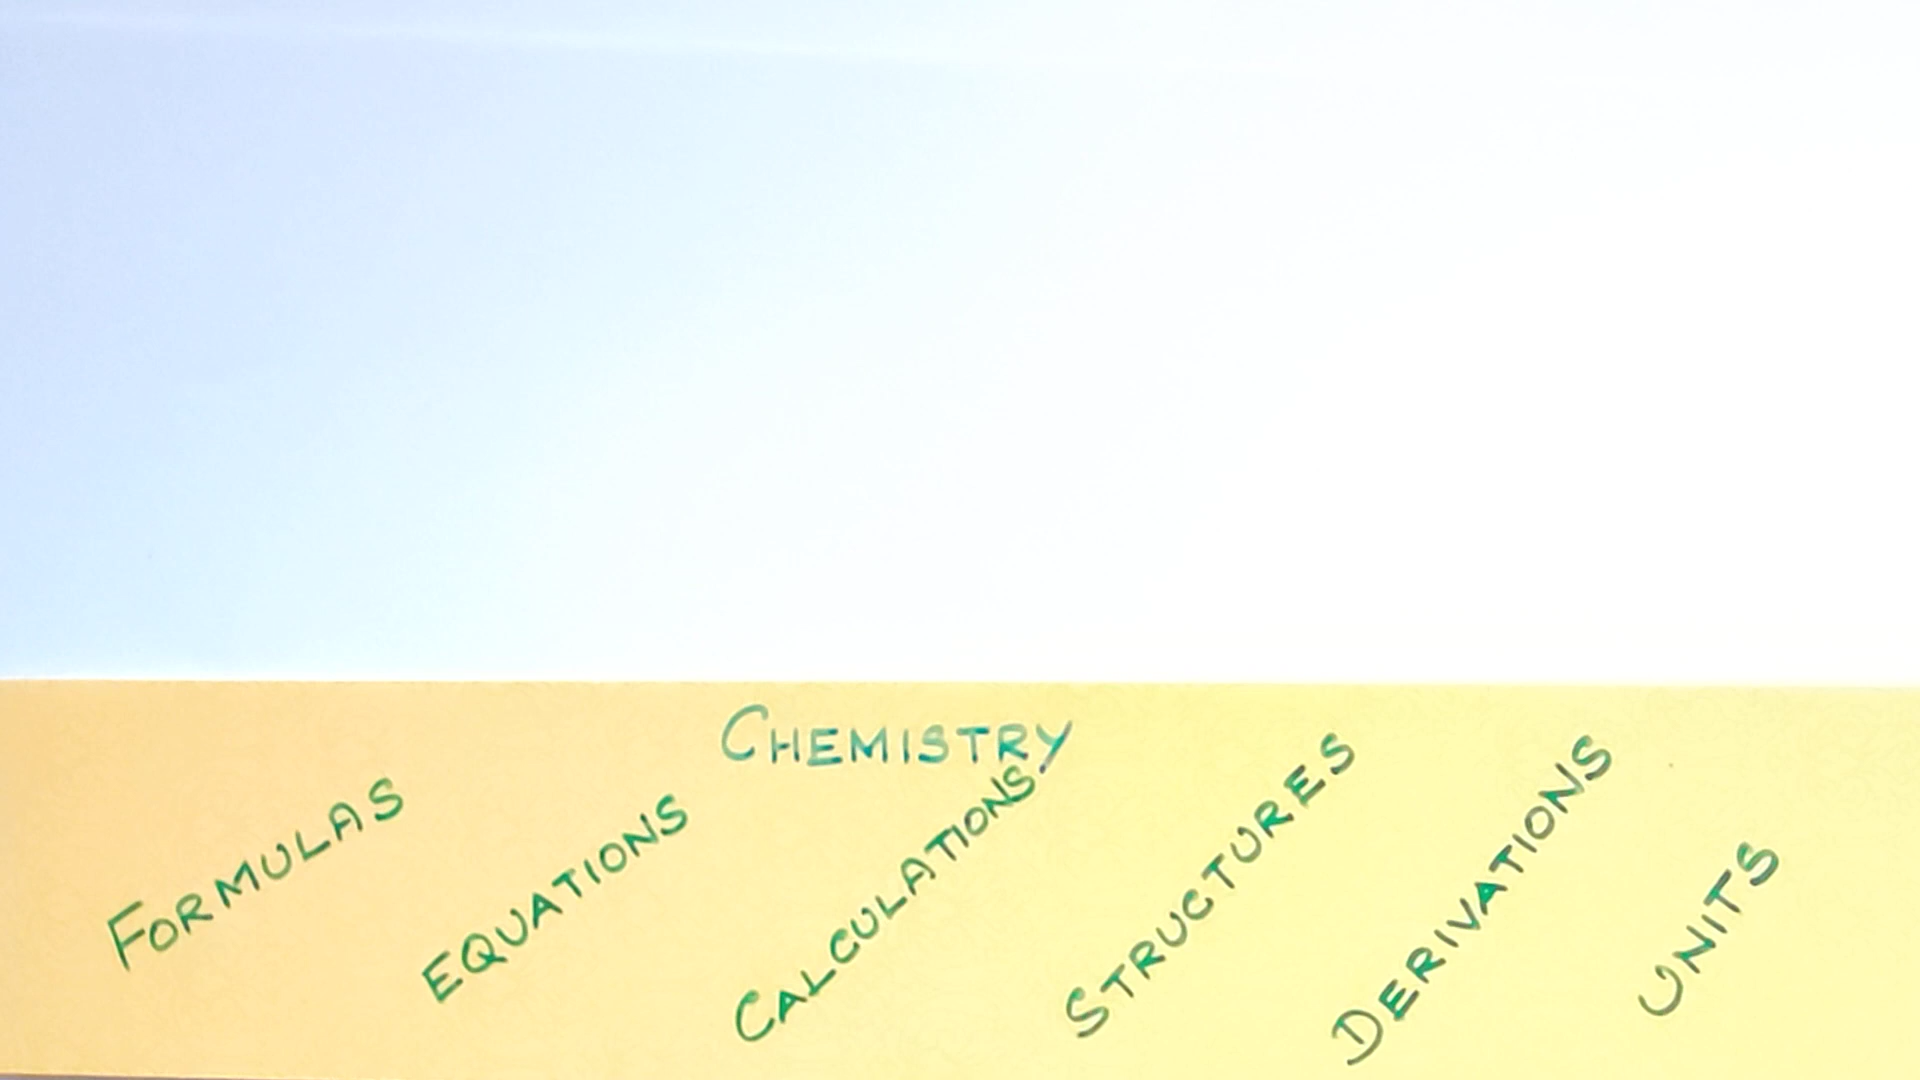 CHEMISTRY
FORMULAS
EQUATIONS
CALCULATIONS
STRUCTURES
DERIVATIONS
UNITS